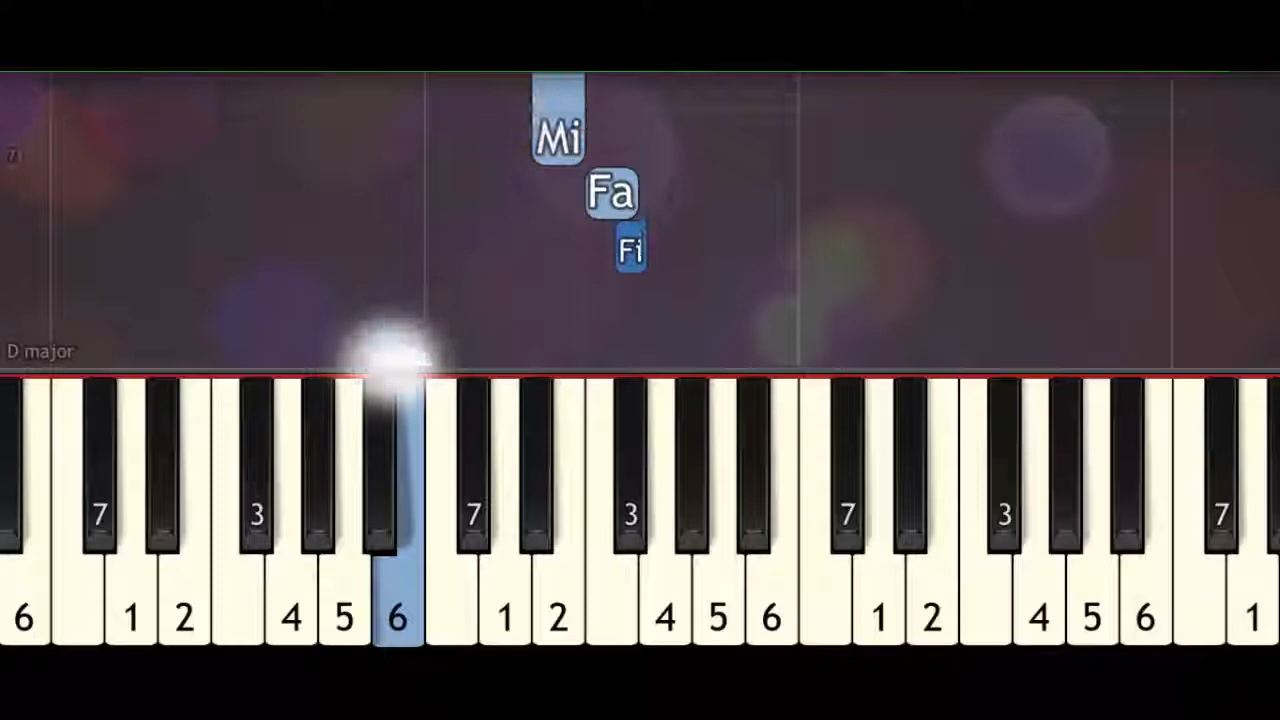 Mi
Fa
Fi
D major
7 3 7 3 7 3 7
6 1 2 4 5 6 1 2 4 5 6 1 2 4 5 6 1